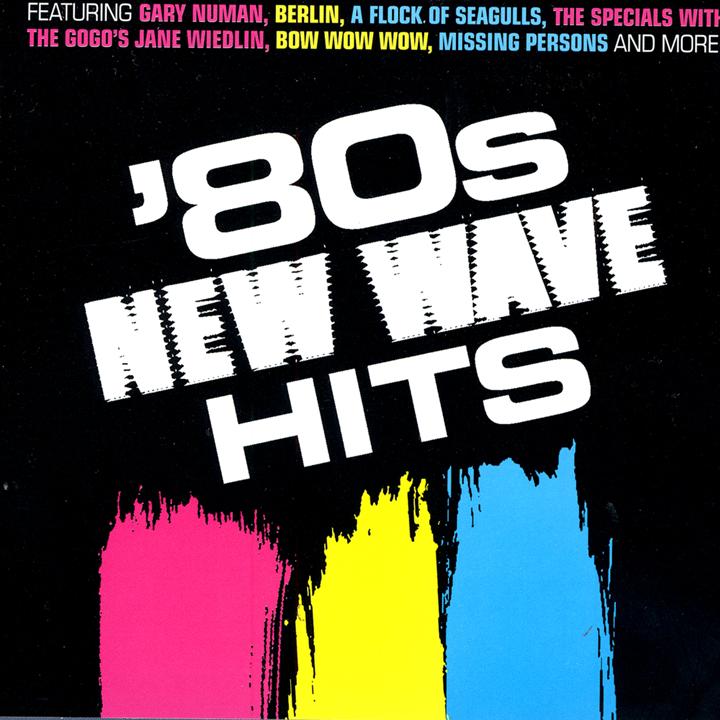 FEATURING GARY NUMAN, BERLIN, A FLOCK OF SEAGULLS, THE SPECIALS WITH
THE GOGO'S JANE WIEDLIN, BOW WOW WOW, MISSING PERSONS AND MORE
'80s
NEW WAVE
HITS